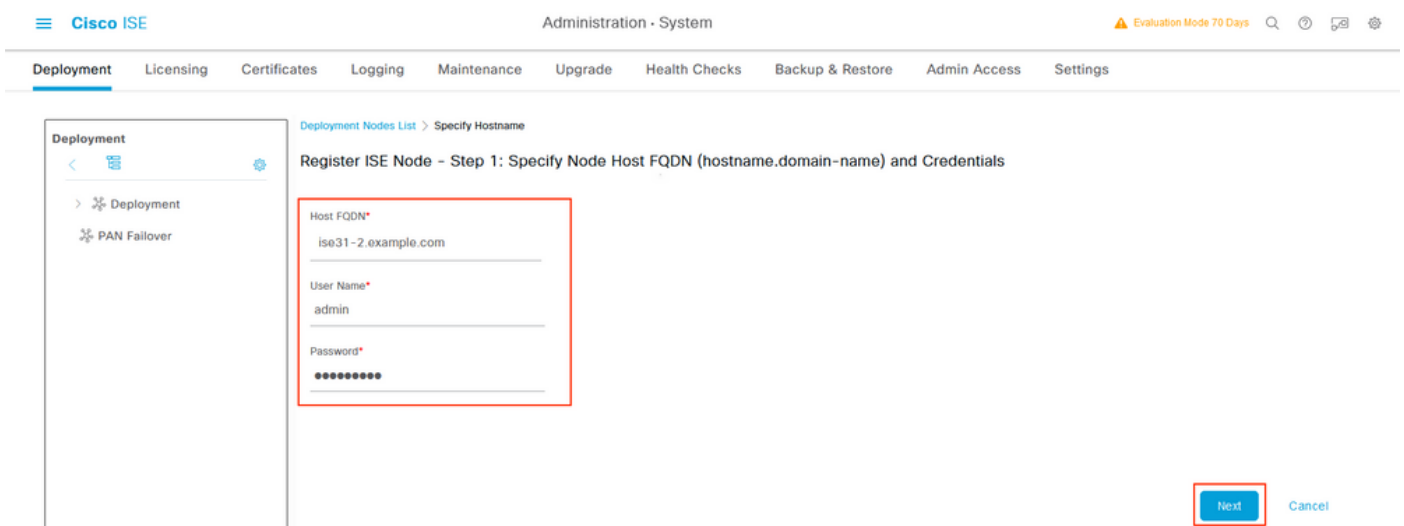 Cisco ISE
Administration · System
Evaluation Mode 70 Days
Deployment Licensing Certificates Logging Maintenance Upgrade Health Checks Backup & Restore Admin Access Settings
Deployment
Deployment
PAN Failover
Deployment Nodes List > Specify Hostname
Register ISE Node - Step 1: Specify Node Host FQDN (hostname.domain-name) and Credentials
Host FQDN*
ise31-2.example.com
User Name*
admin
Password*
•••••••••
Next Cancel